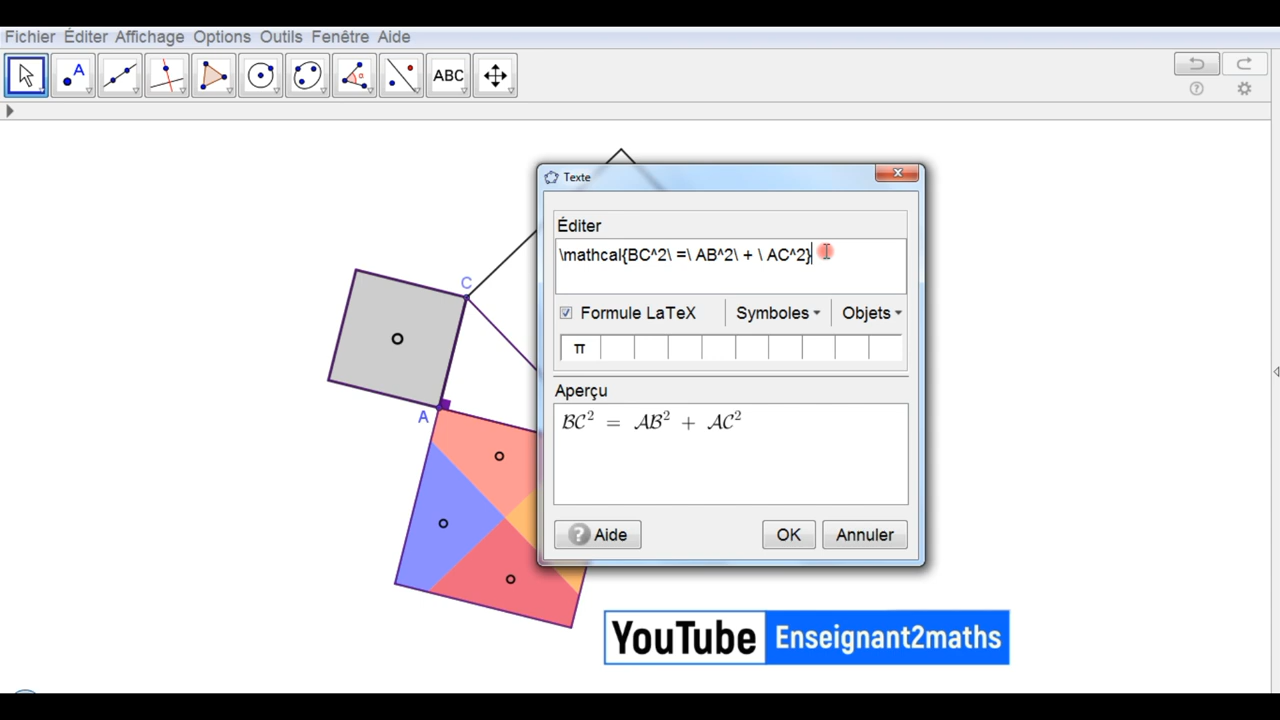 Fichier Éditer Affichage Options Outils Fenêtre Aide
A
ABC
Texte
Éditer
\mathcal{BC^2\ =\ AB^2\ + \ AC^2}
Formule LaTeX Symboles Objets
π
Aperçu
BC² = AB² + AC²
Aide OK Annuler
C
A
YouTube Enseignant2maths